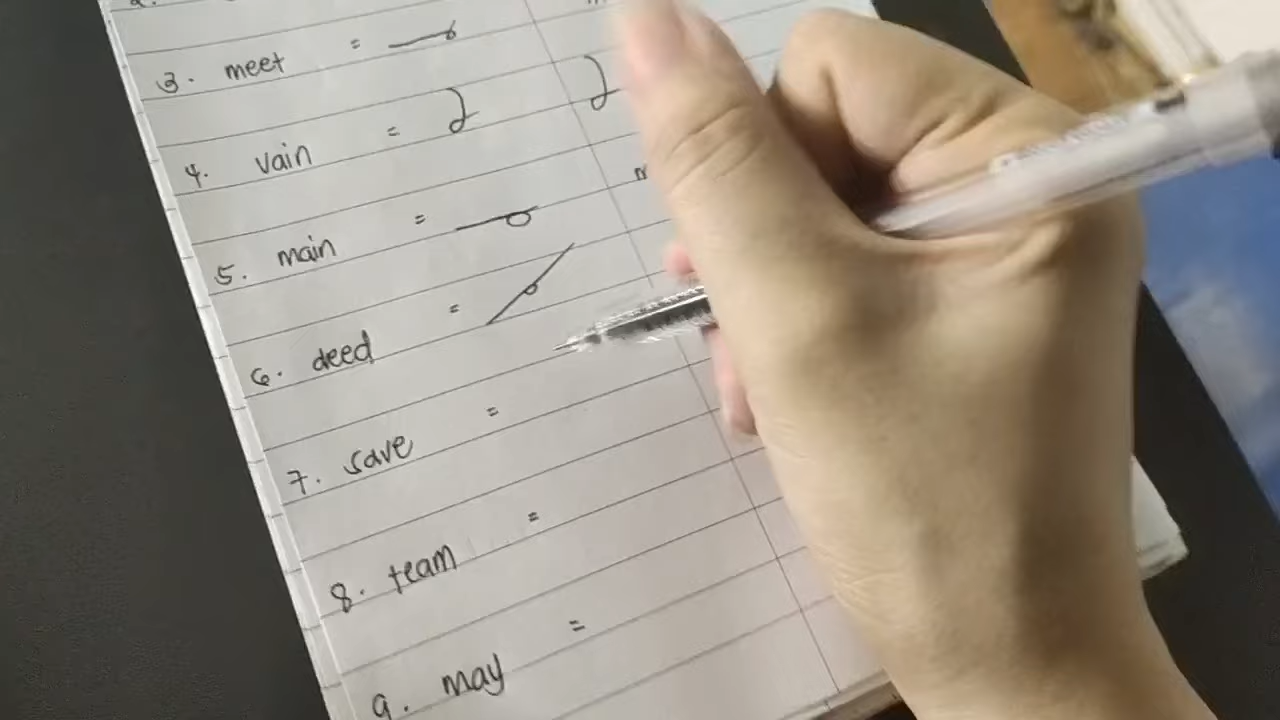 3. meet =
4. vain =
5. main =
6. deed =
7. save =
8. team =
9. may =